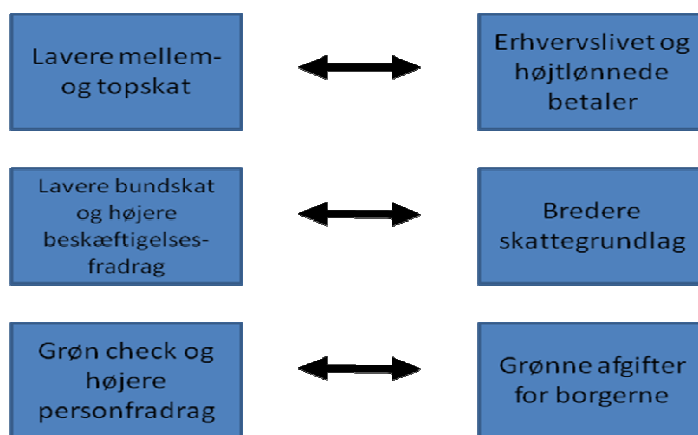 Lavere mellem-
og topskat
Erhvervslivet og
højtlønnede
betaler
Lavere bundskat
og højere
beskæftigelses-
fradrag
Bredere
skattegrundlag
Grøn check og
højere
personfradrag
Grønne afgifter
for borgerne